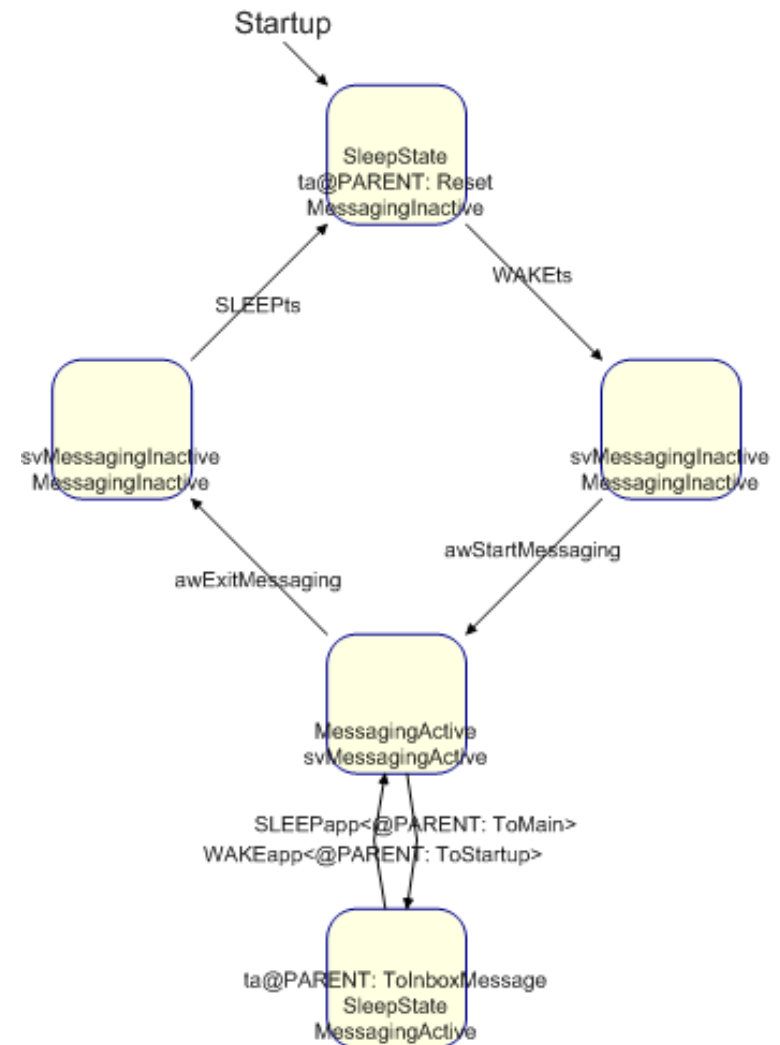 Startup
SleepState
ta@PARENT: Reset
MessagingInactive
WAKEts
SLEEPts
svMessagingInactive
MessagingInactive
svMessagingInactive
MessagingInactive
awStartMessaging
awExitMessaging
MessagingActive
svMessagingActive
SLEEPapp<@PARENT: ToMain>
WAKEapp<@PARENT: ToStartup>
ta@PARENT: ToInboxMessage
SleepState
MessagingActive